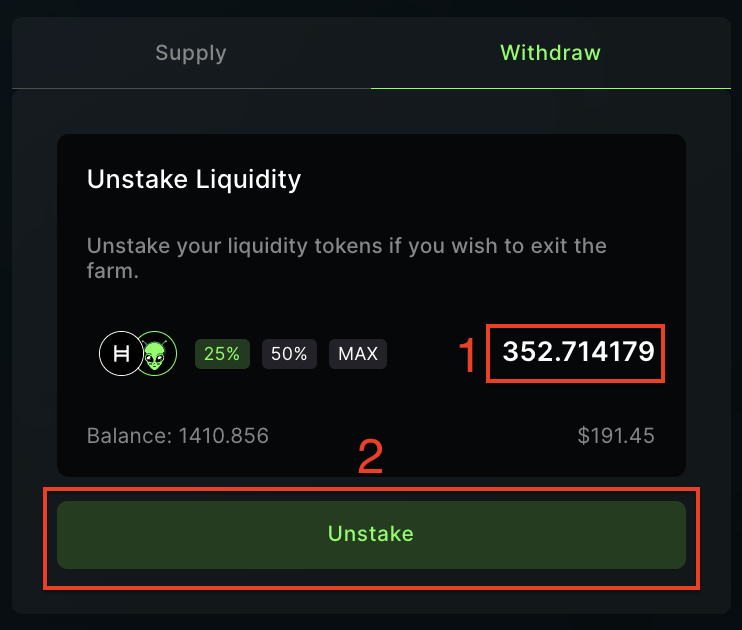 Supply Withdraw
Unstake Liquidity
Unstake your liquidity tokens if you wish to exit the
farm.
25% 50% MAX 1 352.714179
Balance: 1410.856 $191.45
2
Unstake